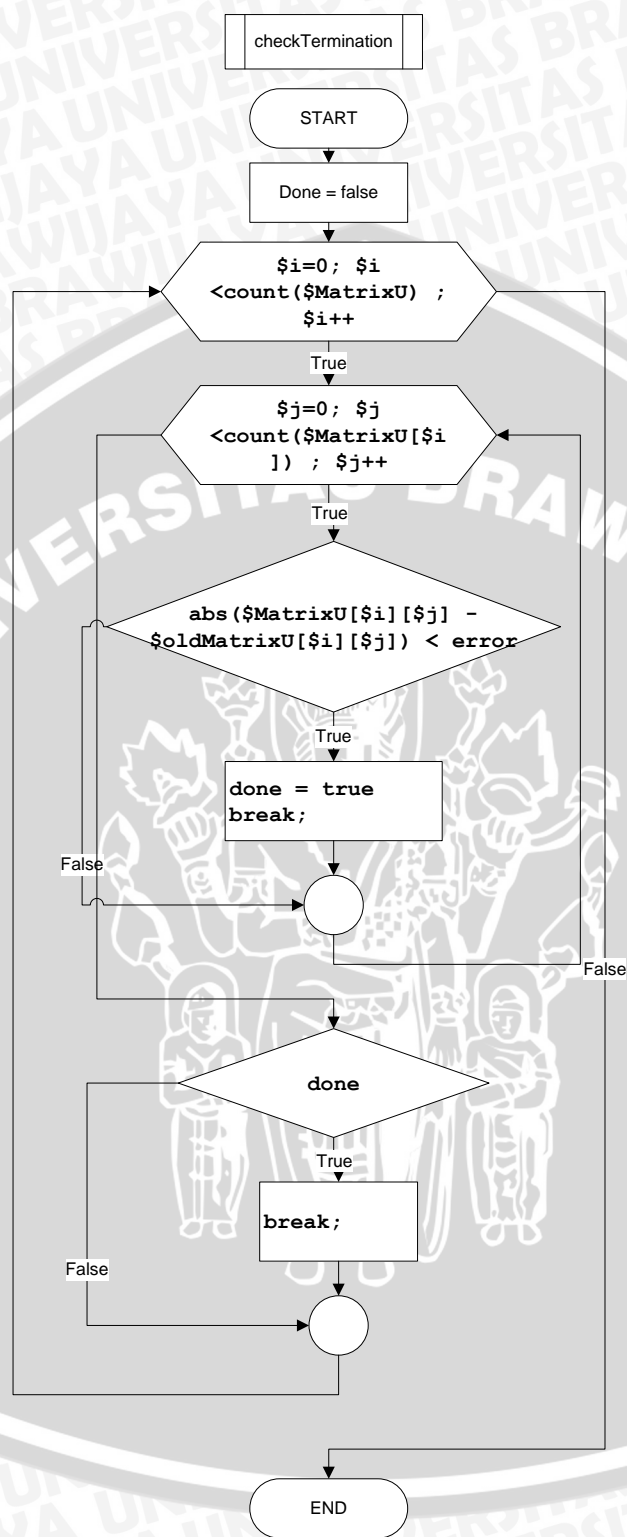 checkTermination
START
Done = false
$i=0; $i
<count($MatrixU) ;
$i++
True
$j=0; $j
<count($MatrixU[$i
]) ; $j++
True
abs($MatrixU[$i][$j] -
$oldMatrixU[$i][$j]) < error
True
done = true
break;
False
False
done
True
break;
False
END